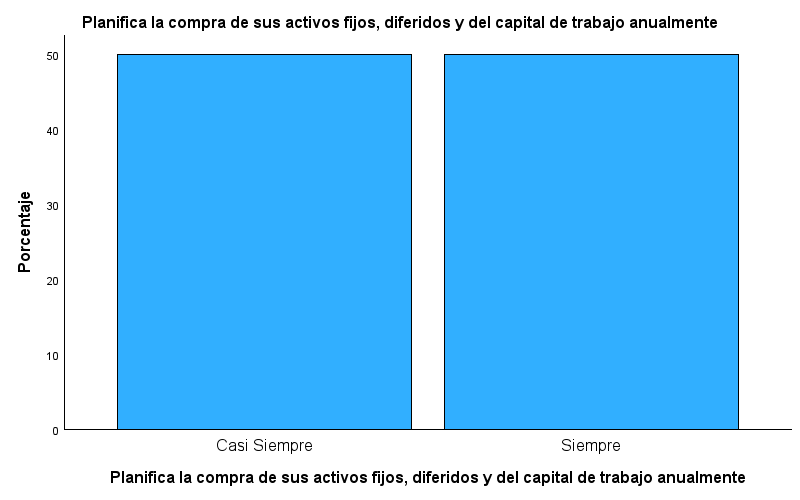 Planifica la compra de sus activos fijos, diferidos y del capital de trabajo anualmente
Porcentaje
50
40
30
20
10
0
Casi Siempre
Siempre
Planifica la compra de sus activos fijos, diferidos y del capital de trabajo anualmente